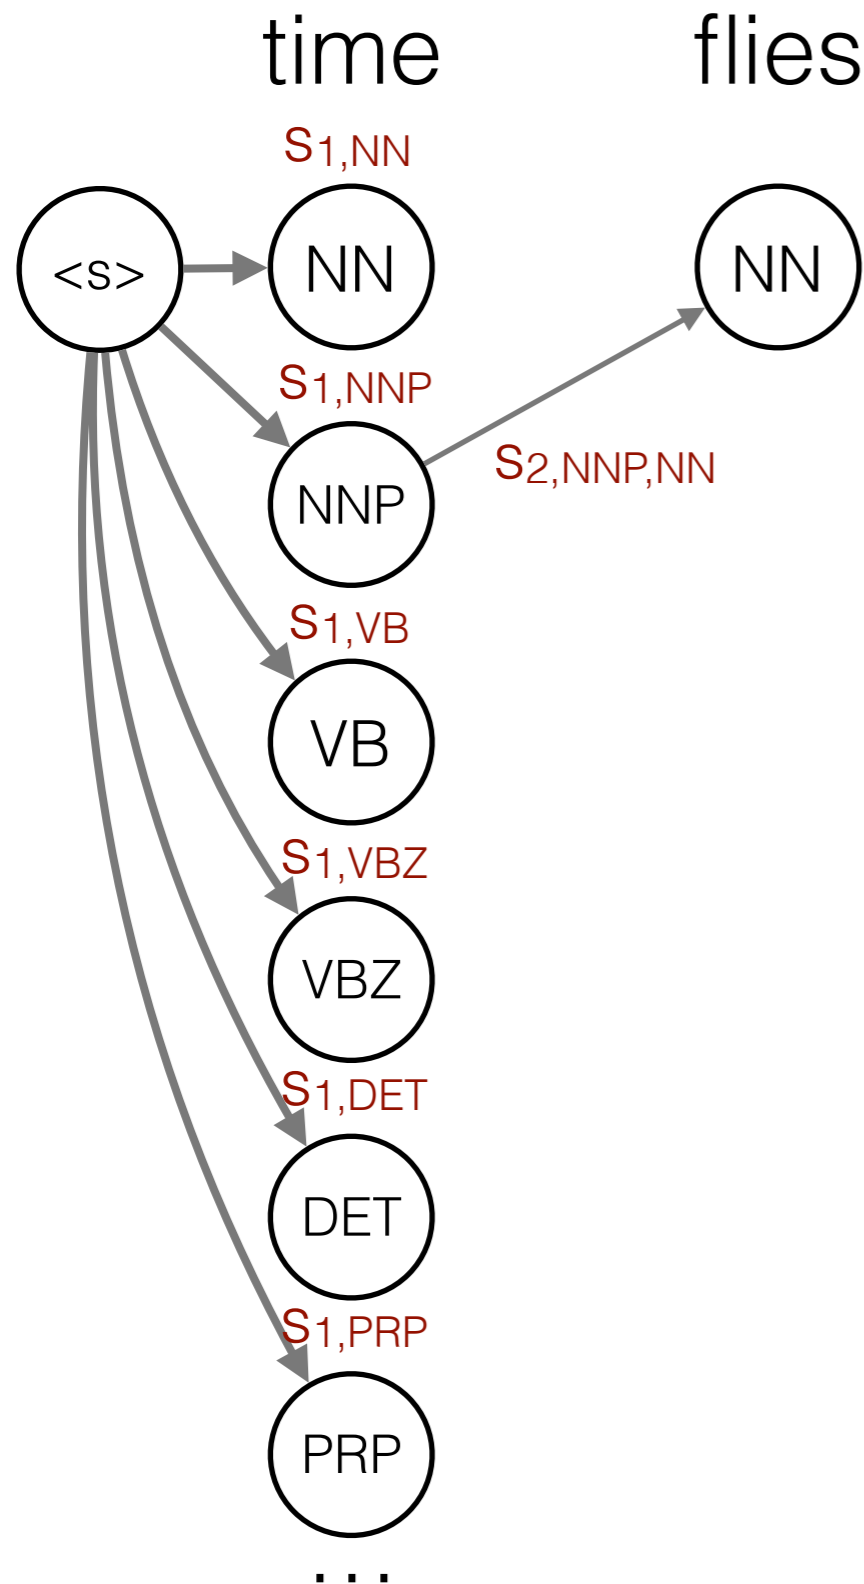 time flies
s1,NN
<s> NN NN
s1,NNP
s2,NNP,NN
NNP
s1,VB
VB
s1,VBZ
VBZ
s1,DET
DET
s1,PRP
PRP
...